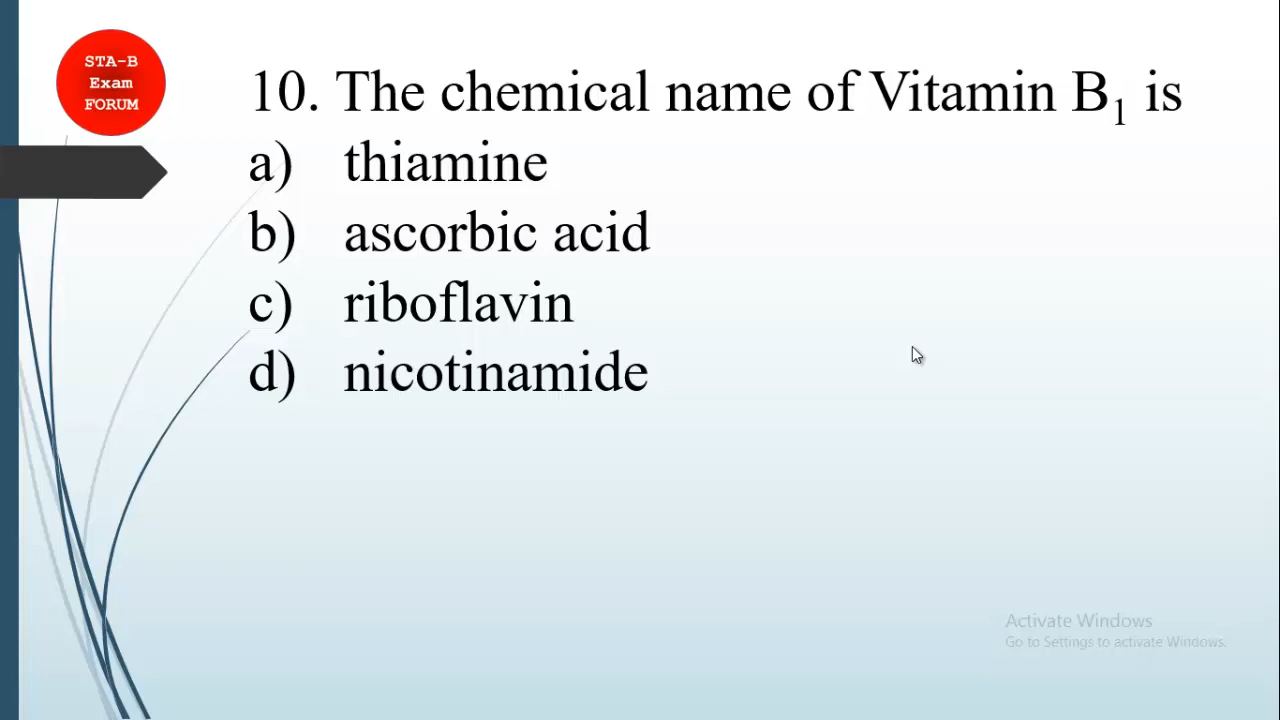 STA-B
Exam
FORUM
10. The chemical name of Vitamin B₁ is
a) thiamine
b) ascorbic acid
c) riboflavin
d) nicotinamide
Activate Windows
Go to Settings to activate Windows.